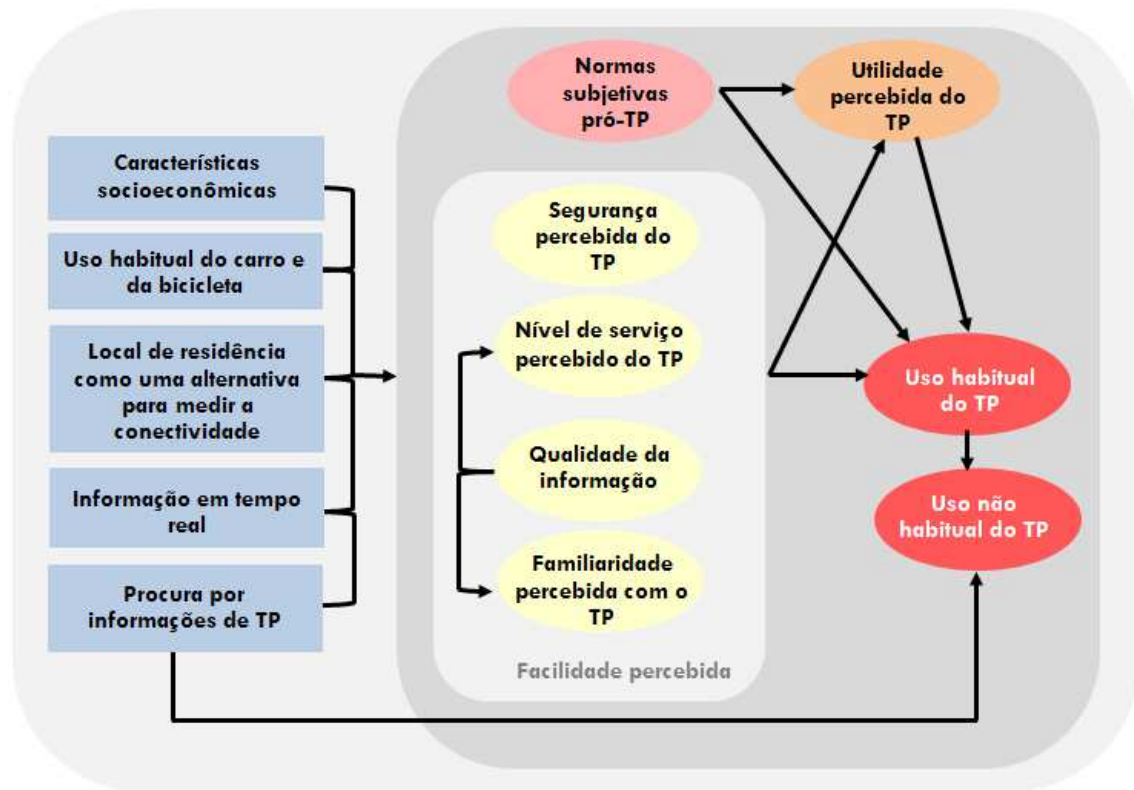 Características
socioeconômicas
Uso habitual do carro e
da bicicleta
Local de residência
como uma alternativa
para medir a
conectividade
Informação em tempo
real
Procura por
informações de TP
Normas
subjetivas
pró-TP
Utilidade
percebida do
TP
Segurança
percebida do
TP
Nível de serviço
percebido do TP
Qualidade da
informação
Familiaridade
percebida com o
TP
Facilidade percebida
Uso habitual
do TP
Uso não
habitual do TP